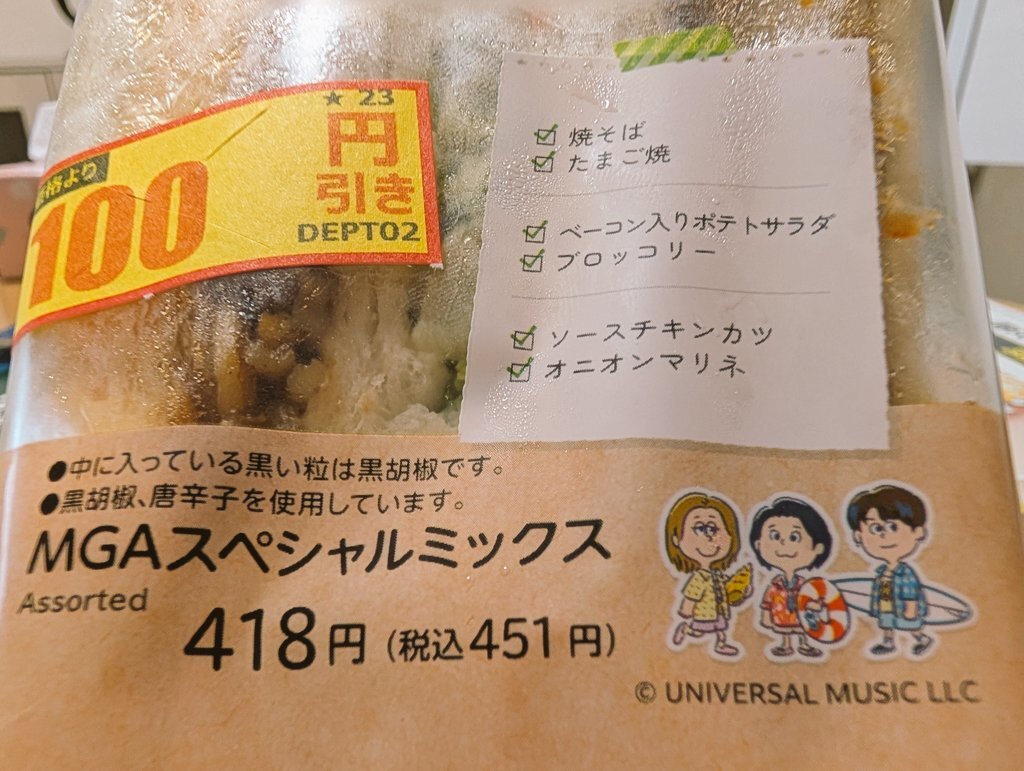 ★ 23
格より
100
円
引き
DEPT02
焼そば
たまご焼
ベーコン入りポテトサラダ
ブロッコリー
ソースチキンカツ
オニオンマリネ
●中に入っている黒い粒は黒胡椒です。
●黒胡椒、唐辛子を使用しています。
MGAスペシャルミックス
Assorted
418円（税込451円）
© UNIVERSAL MUSIC LLC